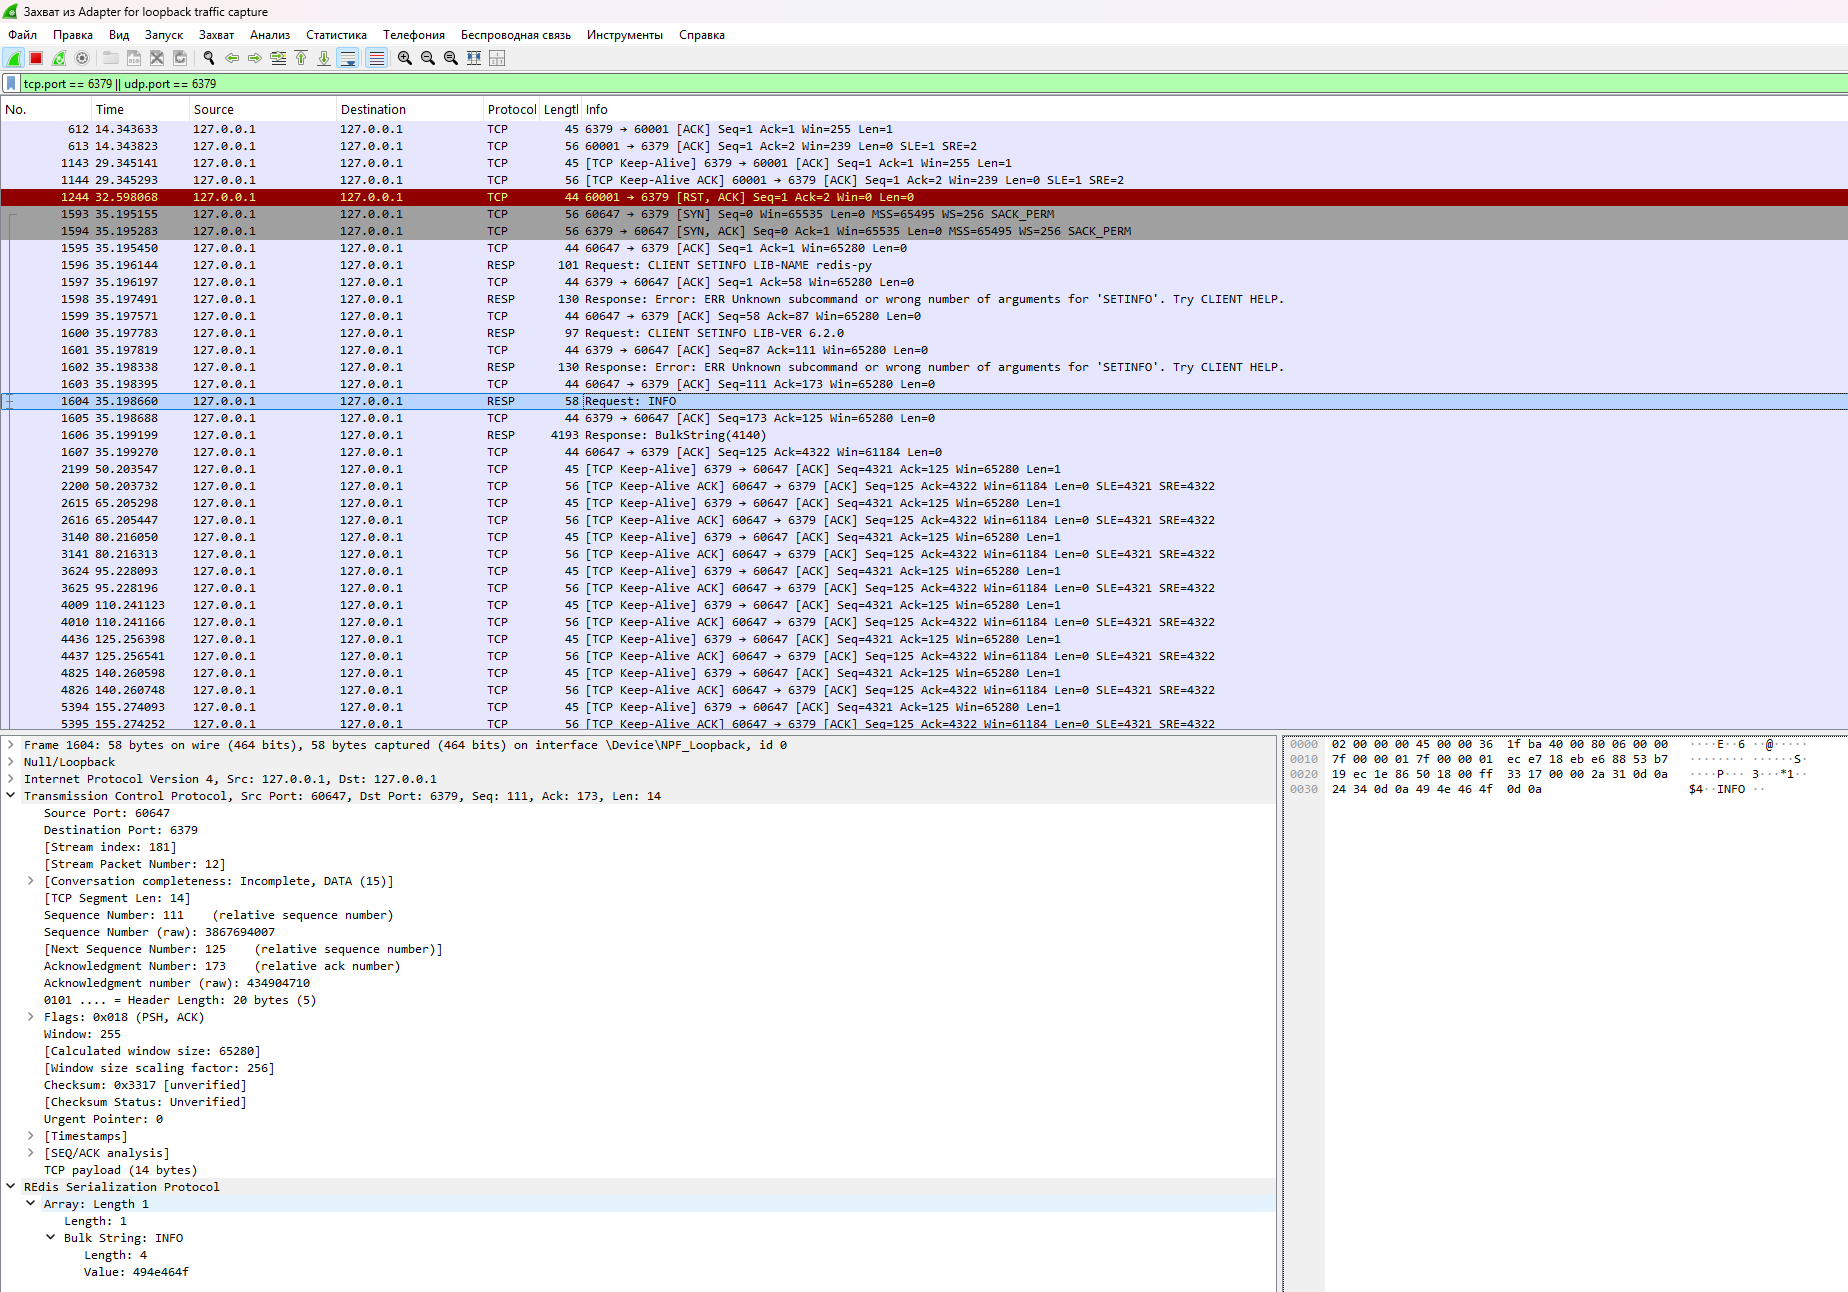 Захват из Adapter for loopback traffic capture
Файл Правка Вид Запуск Захват Анализ Статистика Телефония Беспроводная связь Инструменты Справка
tcp.port == 6379 || udp.port == 6379
No. Time Source Destination Protocol Lengtl Info
612 14.343633 127.0.0.1 127.0.0.1 TCP 45 6379 → 60001 [ACK] Seq=1 Ack=1 Win=255 Len=1
613 14.343823 127.0.0.1 127.0.0.1 TCP 56 60001 → 6379 [ACK] Seq=1 Ack=2 Win=239 Len=0 SLE=1 SRE=2
1143 29.345141 127.0.0.1 127.0.0.1 TCP 45 [TCP Keep-Alive] 6379 → 60001 [ACK] Seq=1 Ack=1 Win=255 Len=1
1144 29.345293 127.0.0.1 127.0.0.1 TCP 56 [TCP Keep-Alive ACK] 60001 → 6379 [ACK] Seq=1 Ack=2 Win=239 Len=0 SLE=1 SRE=2
1244 32.598068 127.0.0.1 127.0.0.1 TCP 44 60001 → 6379 [RST, ACK] Seq=1 Ack=2 Win=0 Len=0
1593 35.195155 127.0.0.1 127.0.0.1 TCP 56 60647 → 6379 [SYN] Seq=0 Win=65535 Len=0 MSS=65495 WS=256 SACK_PERM
1594 35.195283 127.0.0.1 127.0.0.1 TCP 56 6379 → 60647 [SYN, ACK] Seq=0 Ack=1 Win=65535 Len=0 MSS=65495 WS=256 SACK_PERM
1595 35.195450 127.0.0.1 127.0.0.1 TCP 44 60647 → 6379 [ACK] Seq=1 Ack=1 Win=65280 Len=0
1596 35.196144 127.0.0.1 127.0.0.1 RESP 101 Request: CLIENT SETINFO LIB-NAME redis-py
1597 35.196197 127.0.0.1 127.0.0.1 TCP 44 6379 → 60647 [ACK] Seq=1 Ack=58 Win=65280 Len=0
1598 35.197491 127.0.0.1 127.0.0.1 RESP 130 Response: Error: ERR Unknown subcommand or wrong number of arguments for 'SETINFO'. Try CLIENT HELP.
1599 35.197571 127.0.0.1 127.0.0.1 TCP 44 60647 → 6379 [ACK] Seq=58 Ack=87 Win=65280 Len=0
1600 35.197783 127.0.0.1 127.0.0.1 RESP 97 Request: CLIENT SETINFO LIB-VER 6.2.0
1601 35.197819 127.0.0.1 127.0.0.1 TCP 44 6379 → 60647 [ACK] Seq=87 Ack=111 Win=65280 Len=0
1602 35.198338 127.0.0.1 127.0.0.1 RESP 130 Response: Error: ERR Unknown subcommand or wrong number of arguments for 'SETINFO'. Try CLIENT HELP.
1603 35.198395 127.0.0.1 127.0.0.1 TCP 44 60647 → 6379 [ACK] Seq=111 Ack=173 Win=65280 Len=0
1604 35.198660 127.0.0.1 127.0.0.1 RESP 58 Request: INFO
1605 35.198688 127.0.0.1 127.0.0.1 TCP 44 6379 → 60647 [ACK] Seq=173 Ack=125 Win=65280 Len=0
1606 35.199199 127.0.0.1 127.0.0.1 RESP 4193 Response: BulkString(4140)
1607 35.199270 127.0.0.1 127.0.0.1 TCP 44 60647 → 6379 [ACK] Seq=125 Ack=4322 Win=61184 Len=0
2199 50.203547 127.0.0.1 127.0.0.1 TCP 45 [TCP Keep-Alive] 6379 → 60647 [ACK] Seq=4321 Ack=125 Win=65280 Len=1
2200 50.203732 127.0.0.1 127.0.0.1 TCP 56 [TCP Keep-Alive ACK] 60647 → 6379 [ACK] Seq=125 Ack=4322 Win=61184 Len=0 SLE=4321 SRE=4322
2615 65.205298 127.0.0.1 127.0.0.1 TCP 45 [TCP Keep-Alive] 6379 → 60647 [ACK] Seq=4321 Ack=125 Win=65280 Len=1
2616 65.205447 127.0.0.1 127.0.0.1 TCP 56 [TCP Keep-Alive ACK] 60647 → 6379 [ACK] Seq=125 Ack=4322 Win=61184 Len=0 SLE=4321 SRE=4322
3140 80.216050 127.0.0.1 127.0.0.1 TCP 45 [TCP Keep-Alive] 6379 → 60647 [ACK] Seq=4321 Ack=125 Win=65280 Len=1
3141 80.216313 127.0.0.1 127.0.0.1 TCP 56 [TCP Keep-Alive ACK] 60647 → 6379 [ACK] Seq=125 Ack=4322 Win=61184 Len=0 SLE=4321 SRE=4322
3624 95.228093 127.0.0.1 127.0.0.1 TCP 45 [TCP Keep-Alive] 6379 → 60647 [ACK] Seq=4321 Ack=125 Win=65280 Len=1
3625 95.228196 127.0.0.1 127.0.0.1 TCP 56 [TCP Keep-Alive ACK] 60647 → 6379 [ACK] Seq=125 Ack=4322 Win=61184 Len=0 SLE=4321 SRE=4322
4009 110.241123 127.0.0.1 127.0.0.1 TCP 45 [TCP Keep-Alive] 6379 → 60647 [ACK] Seq=4321 Ack=125 Win=65280 Len=1
4010 110.241166 127.0.0.1 127.0.0.1 TCP 56 [TCP Keep-Alive ACK] 60647 → 6379 [ACK] Seq=125 Ack=4322 Win=61184 Len=0 SLE=4321 SRE=4322
4436 125.256398 127.0.0.1 127.0.0.1 TCP 45 [TCP Keep-Alive] 6379 → 60647 [ACK] Seq=4321 Ack=125 Win=65280 Len=1
4437 125.256541 127.0.0.1 127.0.0.1 TCP 56 [TCP Keep-Alive ACK] 60647 → 6379 [ACK] Seq=125 Ack=4322 Win=61184 Len=0 SLE=4321 SRE=4322
4825 140.260598 127.0.0.1 127.0.0.1 TCP 45 [TCP Keep-Alive] 6379 → 60647 [ACK] Seq=4321 Ack=125 Win=65280 Len=1
4826 140.260748 127.0.0.1 127.0.0.1 TCP 56 [TCP Keep-Alive ACK] 60647 → 6379 [ACK] Seq=125 Ack=4322 Win=61184 Len=0 SLE=4321 SRE=4322
5394 155.274093 127.0.0.1 127.0.0.1 TCP 45 [TCP Keep-Alive] 6379 → 60647 [ACK] Seq=4321 Ack=125 Win=65280 Len=1
5395 155.274252 127.0.0.1 127.0.0.1 TCP 56 [TCP Keep-Alive ACK] 60647 → 6379 [ACK] Seq=125 Ack=4322 Win=61184 Len=0 SLE=4321 SRE=4322
Frame 1604: 58 bytes on wire (464 bits), 58 bytes captured (464 bits) on interface \Device\NPF_Loopback, id 0
Null/Loopback
Internet Protocol Version 4, Src: 127.0.0.1, Dst: 127.0.0.1
Transmission Control Protocol, Src Port: 60647, Dst Port: 6379, Seq: 111, Ack: 173, Len: 14
Source Port: 60647
Destination Port: 6379
[Stream index: 181]
[Stream Packet Number: 12]
[Conversation completeness: Incomplete, DATA (15)]
[TCP Segment Len: 14]
Sequence Number: 111 (relative sequence number)
Sequence Number (raw): 3867694007
[Next Sequence Number: 125 (relative sequence number)]
Acknowledgment Number: 173 (relative ack number)
Acknowledgment number (raw): 434904710
0101 .... = Header Length: 20 bytes (5)
Flags: 0x018 (PSH, ACK)
Window: 255
[Calculated window size: 65280]
[Window size scaling factor: 256]
Checksum: 0x3317 [unverified]
[Checksum Status: Unverified]
Urgent Pointer: 0
[Timestamps]
[SEQ/ACK analysis]
TCP payload (14 bytes)
REdis Serialization Protocol
Array: Length 1
Length: 1
Bulk String: INFO
Length: 4
Value: 494e464f
0000 02 00 00 00 45 00 00 36 1f ba 40 00 80 06 00 00 ····E··6 ··@·····
0010 7f 00 00 01 7f 00 00 01 ec e7 18 eb e6 88 53 b7 ········ ······S·
0020 19 ec 1e 86 50 18 00 ff 33 17 00 00 2a 31 0d 0a ····P··· 3···*1··
0030 24 34 0d 0a 49 4e 46 4f 0d 0a $4··INFO ··